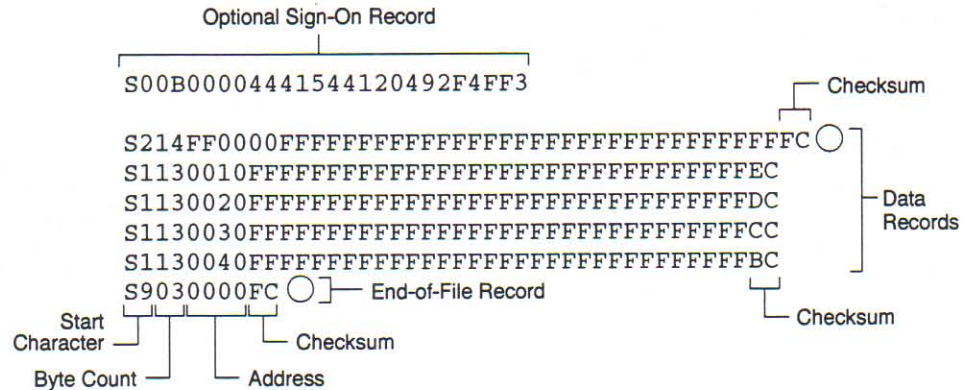 Optional Sign-On Record
S00B00004441544120492F4FF3
Checksum
S214FF0000FFFFFFFFFFFFFFFFFFFFFFFFFFFFFFFFFC
S1130010FFFFFFFFFFFFFFFFFFFFFFFFFFFFFFFFEC
S1130020FFFFFFFFFFFFFFFFFFFFFFFFFFFFFFFFDC
Data
Records
S1130030FFFFFFFFFFFFFFFFFFFFFFFFFFFFFFFFCC
S1130040FFFFFFFFFFFFFFFFFFFFFFFFFFFFFFFFBC
S9030000FC
End-of-File Record
Start
Character
Checksum
Checksum
Byte Count
Address